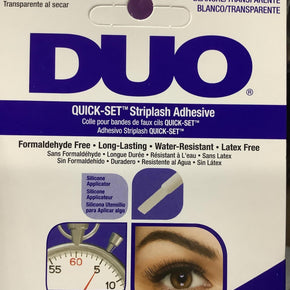 BLANCO/TRANSPARENTE
Transparente al secar
DUO®
QUICK-SET™ Striplash Adhesive
Colle pour bandes de faux cils QUICK-SET™
Adhesivo Striplash QUICK-SET™
Formaldehyde Free • Long-Lasting • Water-Resistant • Latex Free
Sans Formaldéhyde • Longue Durée • Résistant à L'eau • Sans Latex
Sin Formaldehído • Duradero • Resistente al Agua • Sin Látex
Silicone
Applicator
Silicone
Applicateur
Silicona Utensilio
para Aplicar algo
55
5
50